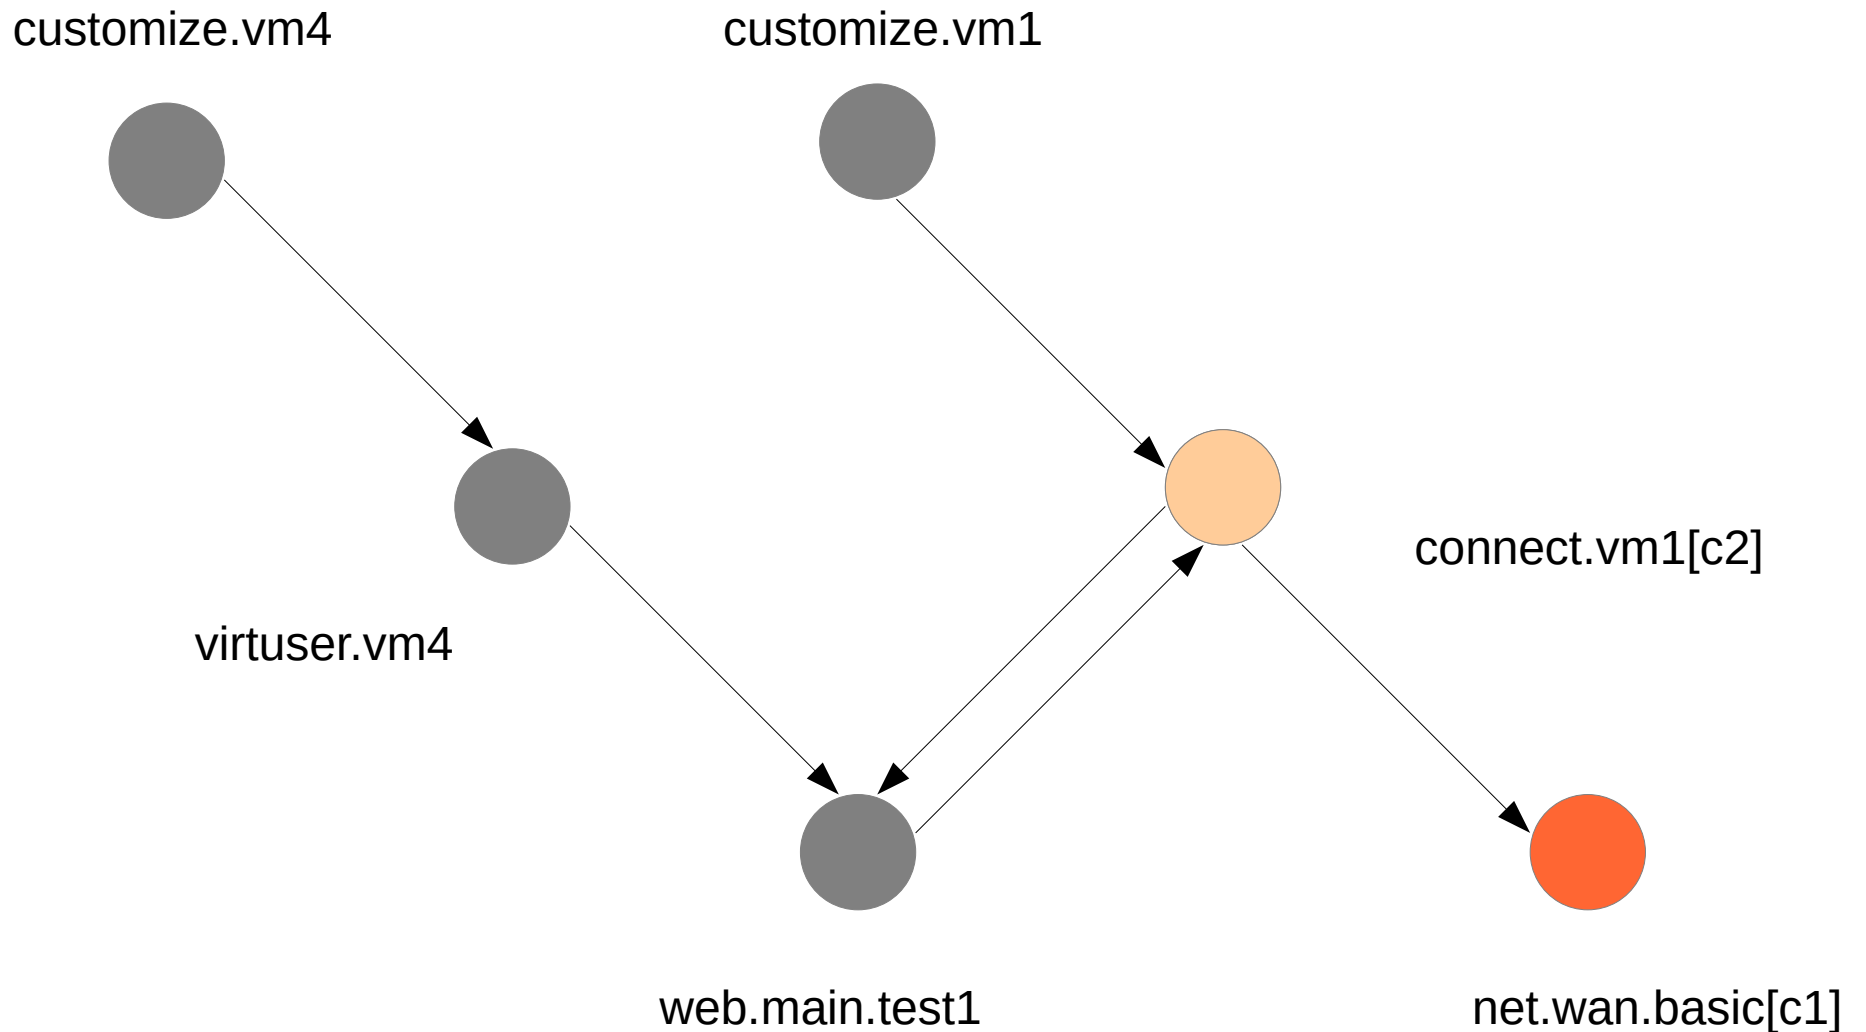 customize.vm4
customize.vm1
connect.vm1[c2]
virtuser.vm4
web.main.test1
net.wan.basic[c1]